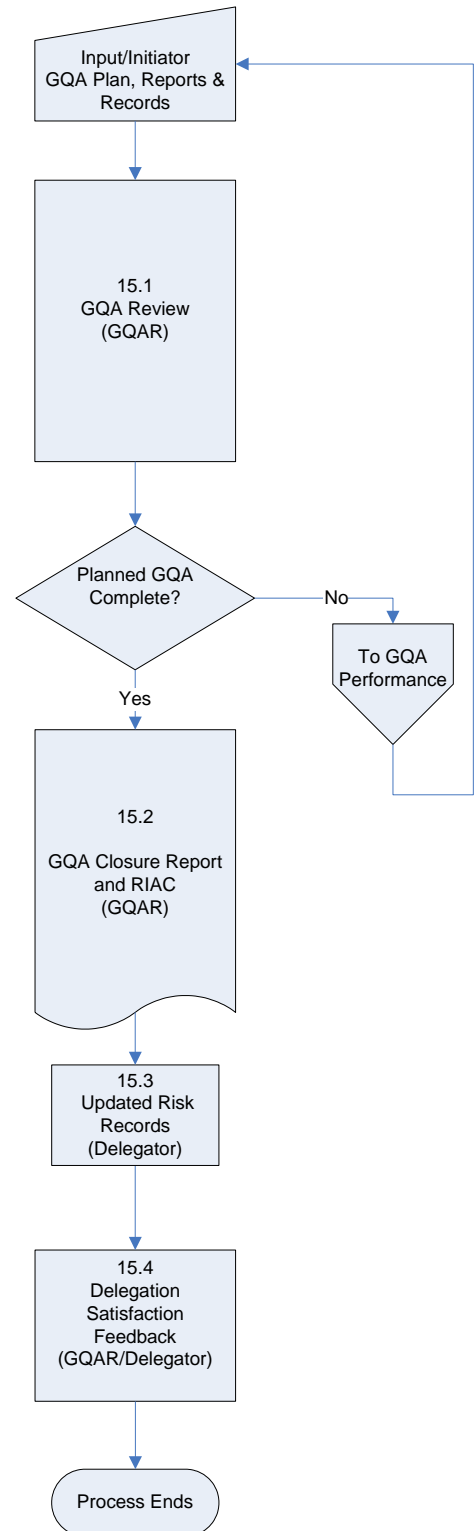 Input/Initiator
GQA Plan, Reports &
Records
15.1
GQA Review
(GQAR)
Planned GQA
Complete?
No
To GQA
Performance
Yes
15.2
GQA Closure Report
and RIAC
(GQAR)
15.3
Updated Risk
Records
(Delegator)
15.4
Delegation
Satisfaction
Feedback
(GQAR/Delegator)
Process Ends